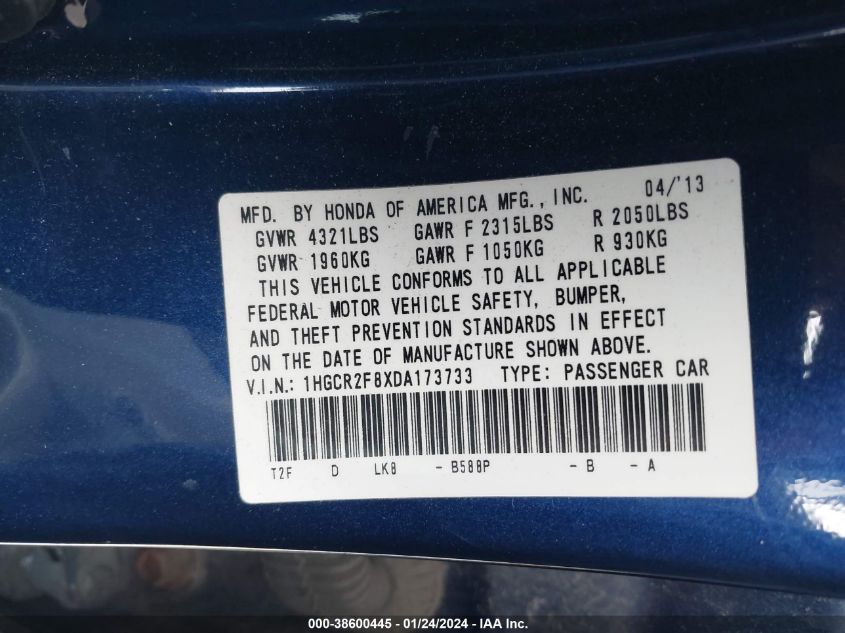 MFD. BY HONDA OF AMERICA MFG., INC. 04/'13
GVWR 4321LBS GAWR F 2315LBS R 2050LBS
GVWR 1960KG GAWR F 1050KG R 930KG
THIS VEHICLE CONFORMS TO ALL APPLICABLE
FEDERAL MOTOR VEHICLE SAFETY, BUMPER,
AND THEFT PREVENTION STANDARDS IN EFFECT
ON THE DATE OF MANUFACTURE SHOWN ABOVE.
V.I.N.: 1HGCR2F8XDA173733 TYPE: PASSENGER CAR
T2F D LK8 - B588P - B - A
000-38600445 - 01/24/2024 - IAA Inc.